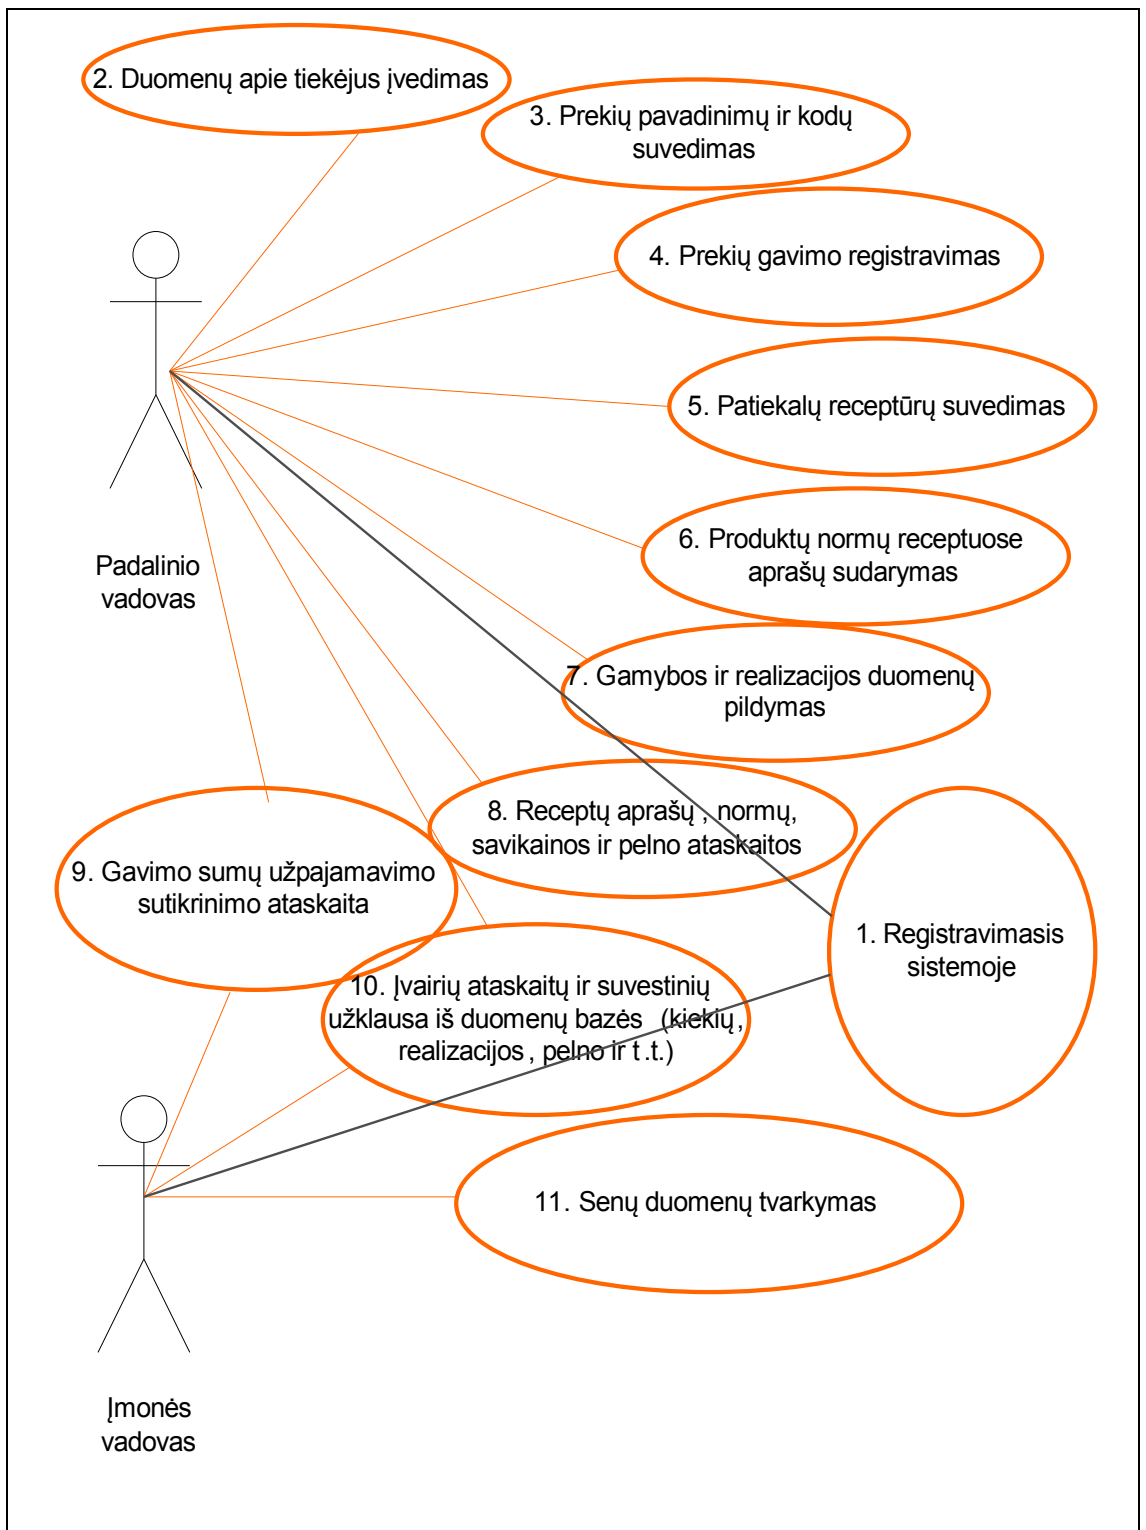 2. Duomenų apie tiekėjus įvedimas
3. Prekių pavadinimų ir kodų
suvedimas
4. Prekių gavimo registravimas
5. Patiekalų receptūrų suvedimas
6. Produktų normų receptuose
aprašų sudarymas
Padalinio
vadovas
7. Gamybos ir realizacijos duomenų
pildymas
8. Receptų aprašų, normų,
savikainos ir pelno ataskaitos
9. Gavimo sumų užpajamavimo
sutikrinimo ataskaita
1. Registravimasis
sistemoje
10. Įvairių ataskaitų ir suvestinių
užklausa iš duomenų bazės (kiekių,
realizacijos, pelno ir t.t.)
11. Senų duomenų tvarkymas
Įmonės
vadovas